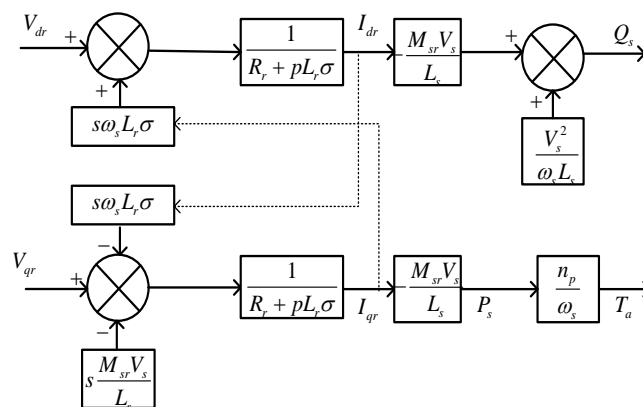 V_dr + I_dr + Q_s
1 / (R_r + pL_rσ)
− M_sr V_s / L_s
+ +
sω_s L_r σ
V_s^2 / (ω_s L_s)
sω_s L_r σ
−
V_qr + 1 / (R_r + pL_rσ) I_qr − M_sr V_s / L_s P_s n_p / ω_s T_a
−
s M_sr V_s / L_s